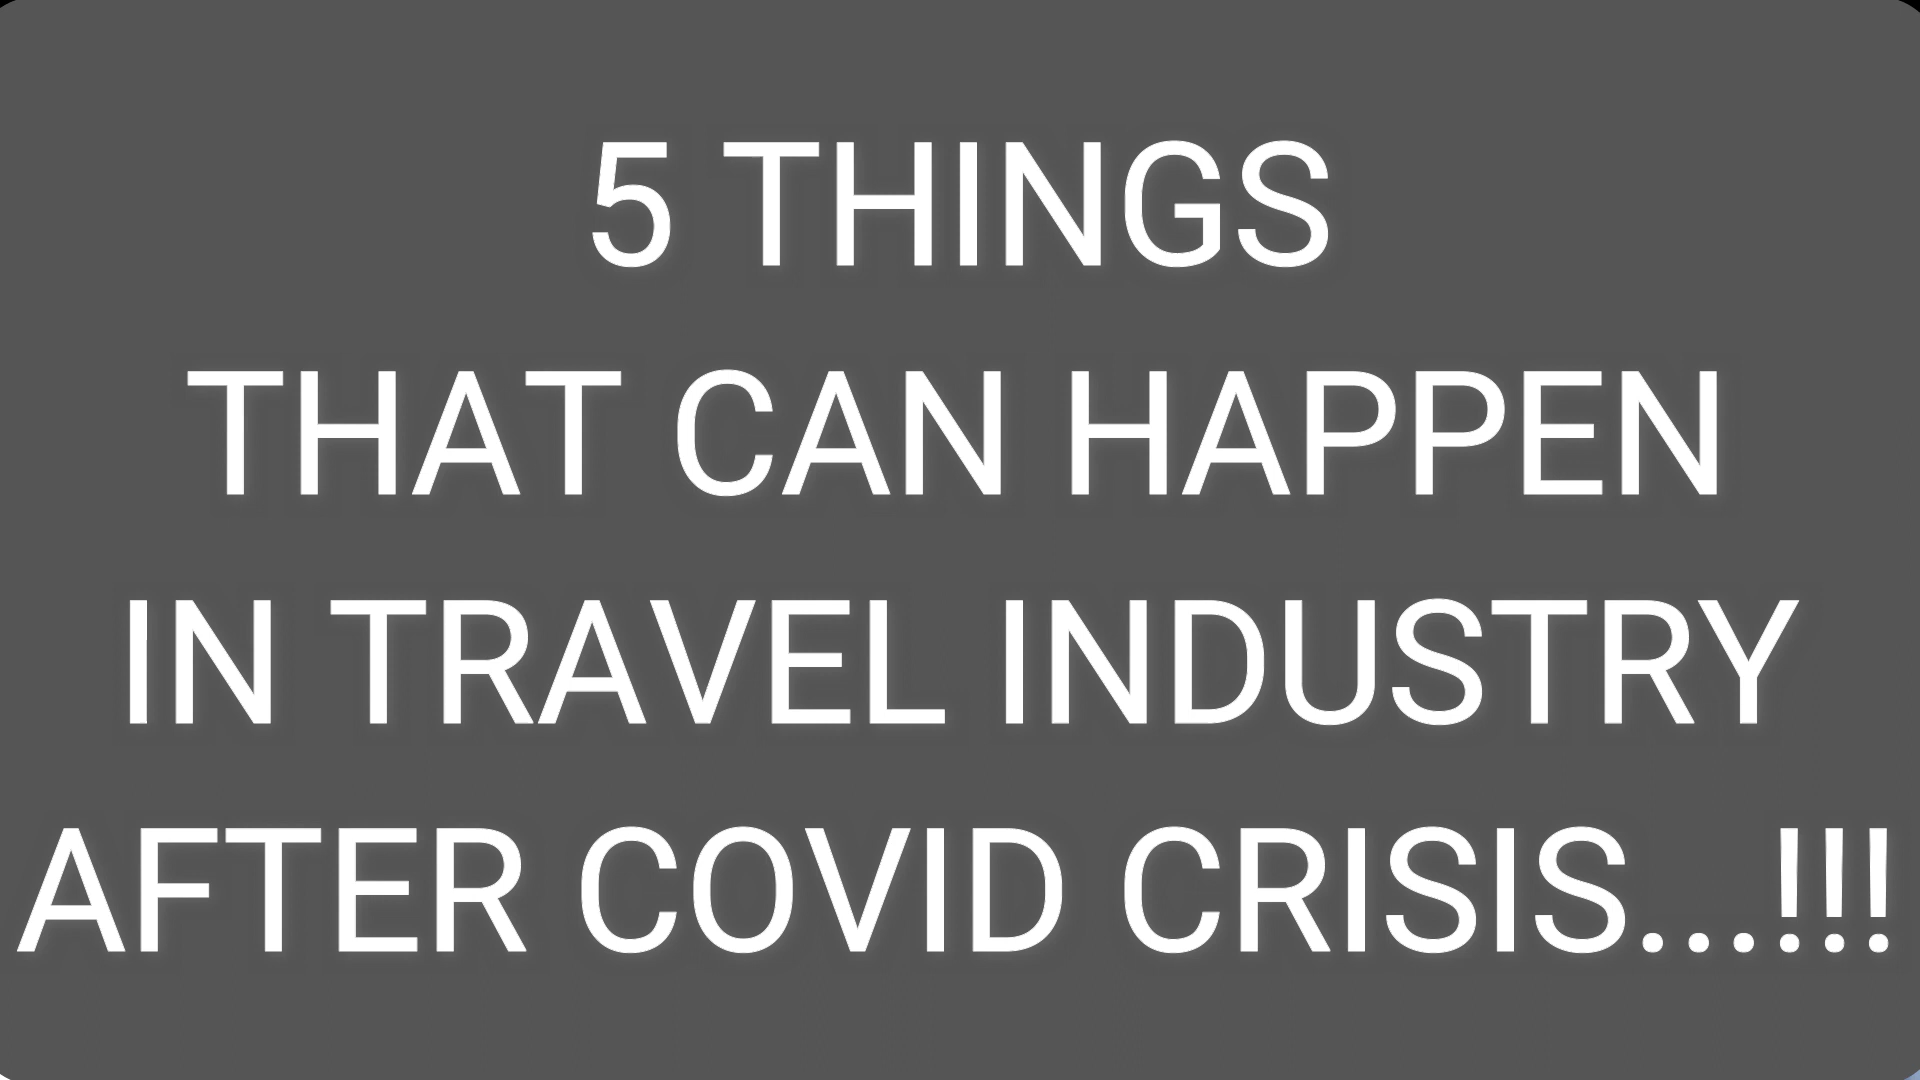 5 THINGS
THAT CAN HAPPEN
IN TRAVEL INDUSTRY
AFTER COVID CRISIS...!!!